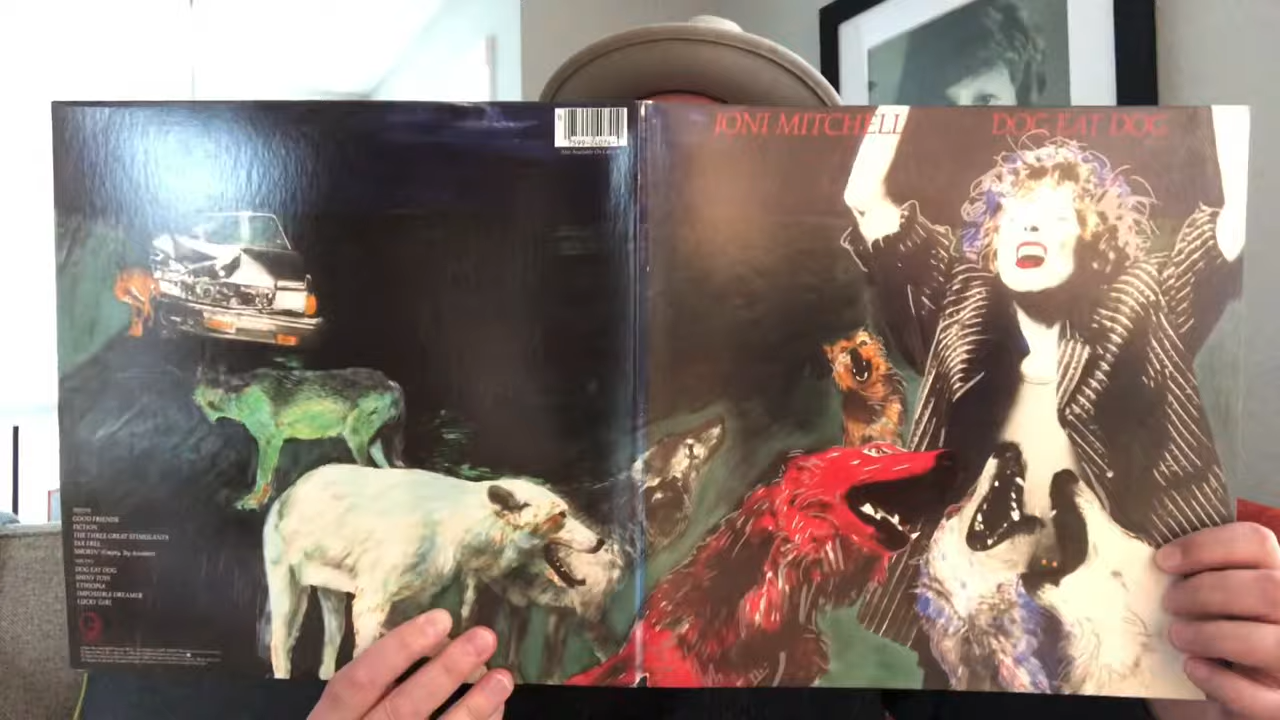 JONI MITCHELL
DOG EAT DOG
GOOD FRIENDS
FICTION
THE THREE GREAT STIMULANTS
TAX FREE
SMOKIN' (Empty, Try Another)
DOG EAT DOG
SHINY TOYS
ETHIOPIA
IMPOSSIBLE DREAMER
LUCKY GIRL